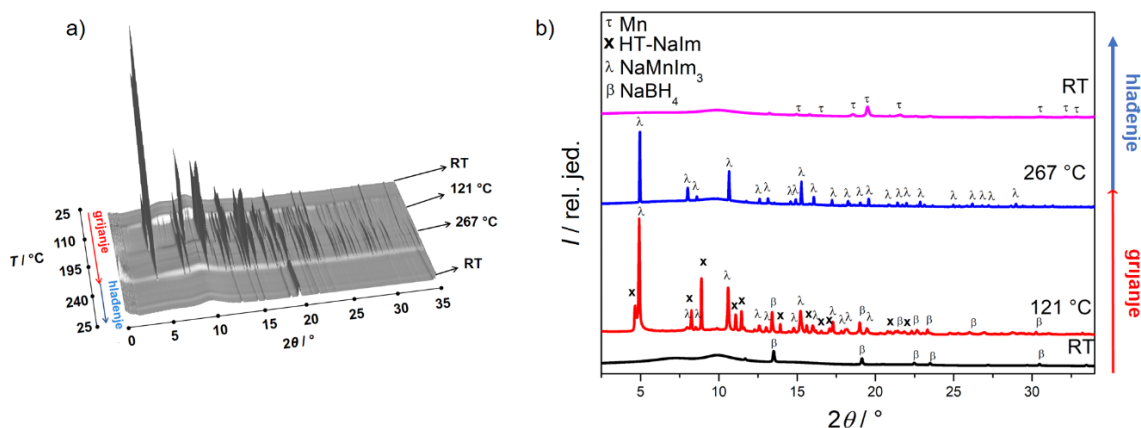 a)
RT
121 °C
267 °C
RT
25
110
195
240
25
T / °C
grijanje
hlađenje
0 5 10 15 20 25 30 35
2θ / °
b)
τ Mn
x HT-NaIm
λ NaMnIm3
β NaBH4
RT
τ τ τ τ τ τ τ τ
267 °C
λ λ λ λ λ λ λ λ λ λ λ λ λ λ λ λ λ λ λ λ λ
121 °C
RT
β β β β β
I / rel. jed.
5 10 15 20 25 30
2θ / °
hlađenje
grijanje